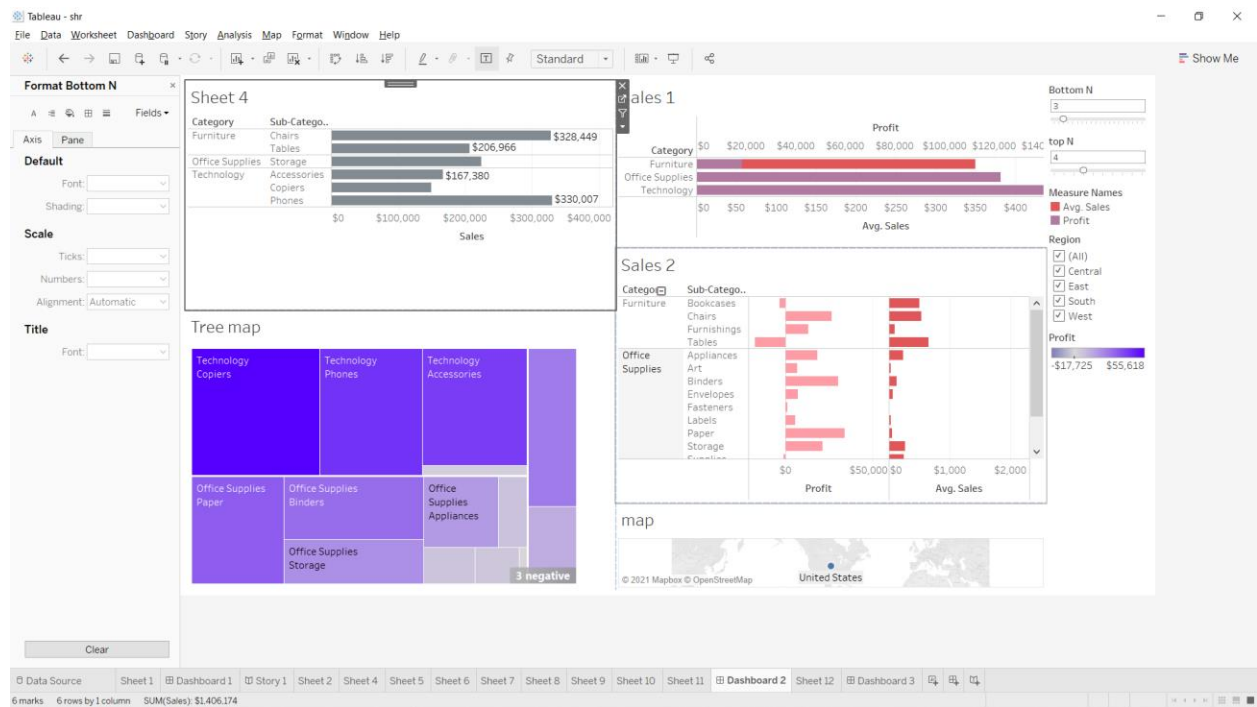 Tableau - shr
File Data Worksheet Dashboard Story Analysis Map Format Window Help
Standard
Show Me
Format Bottom N
Fields
Axis Pane
Default
Font:
Shading:
Scale
Ticks:
Numbers:
Alignment: Automatic
Title
Font:
Clear
Sheet 4
Category Sub-Catego..
Furniture Chairs $328,449
Tables $206,966
Office Supplies Storage
Technology Accessories $167,380
Copiers
Phones $330,007
$0 $100,000 $200,000 $300,000 $400,000
Sales
Tree map
Technology
Copiers
Technology
Phones
Technology
Accessories
Office Supplies
Paper
Office Supplies
Binders
Office
Supplies
Appliances
Office Supplies
Storage
3 negative
ales 1
Profit
Category $0 $20,000 $40,000 $60,000 $80,000 $100,000 $120,000 $14
Furniture
Office Supplies
Technology
$0 $50 $100 $150 $200 $250 $300 $350 $400
Avg. Sales
Sales 2
Catego Sub-Catego..
Furniture Bookcases
Chairs
Furnishings
Tables
Office Appliances
Supplies Art
Binders
Envelopes
Fasteners
Labels
Paper
Storage
Supplies
$0 $50,000 $0 $1,000 $2,000
Profit Avg. Sales
map
© 2021 Mapbox © OpenStreetMap
United States
Bottom N
3
top N
4
Measure Names
Avg. Sales
Profit
Region
(All)
Central
East
South
West
Profit
-$17,725 $55,618
Data Source Sheet 1 Dashboard 1 Story 1 Sheet 2 Sheet 4 Sheet 5 Sheet 6 Sheet 7 Sheet 8 Sheet 9 Sheet 10 Sheet 11 Dashboard 2 Sheet 12 Dashboard 3
6 marks 6 rows by 1 column SUM(Sales): $1,406,174